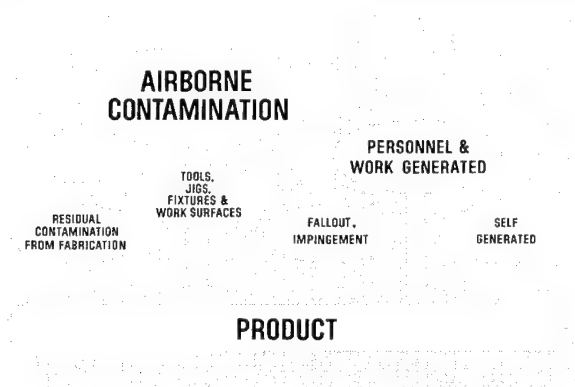 AIRBORNE
CONTAMINATION
PERSONNEL &
WORK GENERATED
TOOLS,
JIGS,
FIXTURES &
WORK SURFACES
RESIDUAL
CONTAMINATION
FROM FABRICATION
FALLOUT,
IMPINGEMENT
SELF
GENERATED
PRODUCT